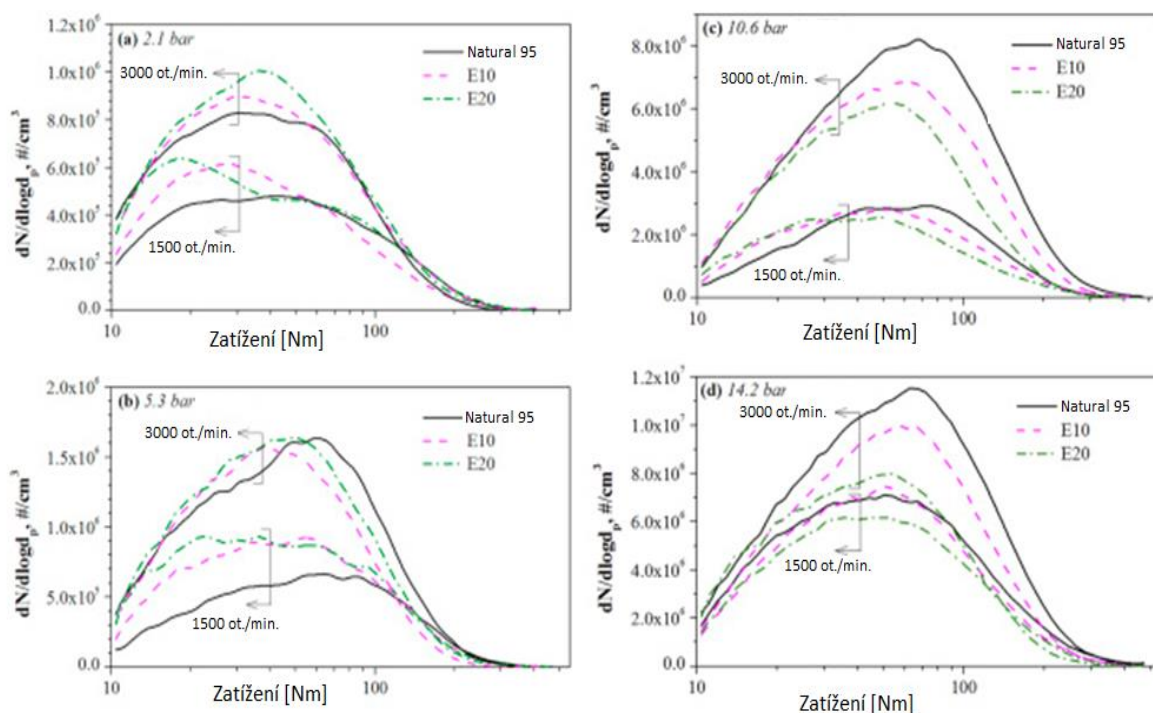 1.2x10⁶
(a) 2.1 bar
Natural 95
3000 ot./min.
E10
E20
1.0x10⁶
8.0x10⁵
6.0x10⁵
4.0x10⁵
2.0x10⁵
0.0
1500 ot./min.
dN/dlogdₚ, #/cm³
10
100
Zatížení [Nm]
(c) 10.6 bar
Natural 95
3000 ot./min.
E10
E20
8.0x10⁶
6.0x10⁶
4.0x10⁶
2.0x10⁶
0.0
1500 ot./min.
dN/dlogdₚ, #/cm³
10
100
Zatížení [Nm]
2.0x10⁶
(b) 5.3 bar
Natural 95
3000 ot./min.
E10
E20
1.5x10⁶
1.0x10⁶
5.0x10⁵
0.0
1500 ot./min.
dN/dlogdₚ, #/cm³
10
100
Zatížení [Nm]
1.2x10⁷
(d) 14.2 bar
Natural 95
3000 ot./min.
E10
E20
1.0x10⁷
8.0x10⁶
6.0x10⁶
4.0x10⁶
2.0x10⁶
0.0
1500 ot./min.
dN/dlogdₚ, #/cm³
10
100
Zatížení [Nm]